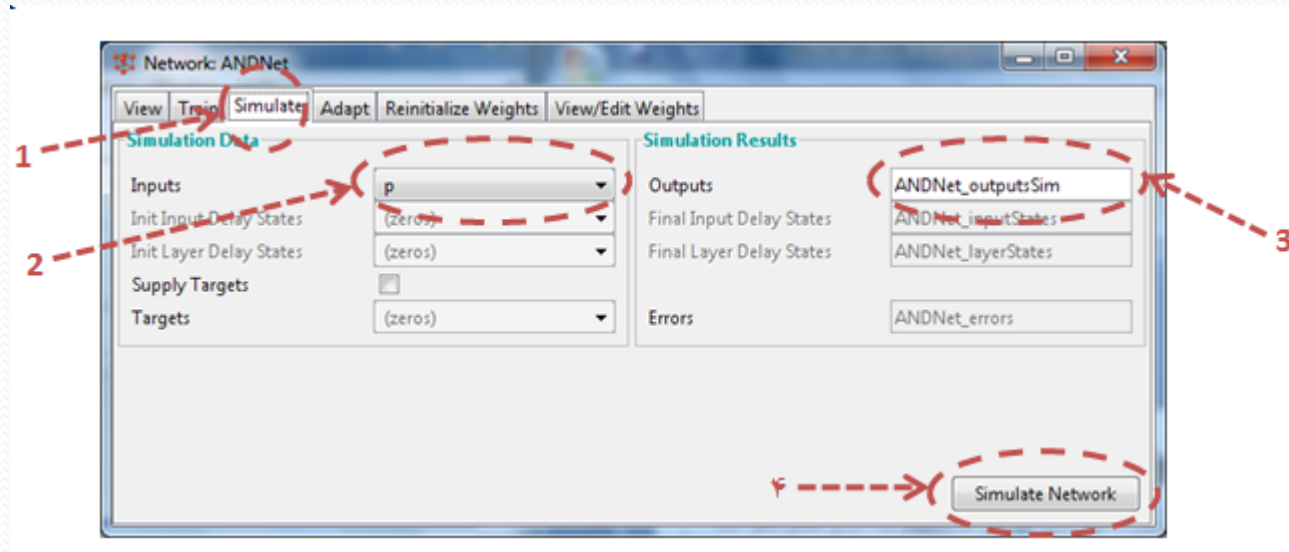 Network: ANDNet
View Train Simulate Adapt Reinitialize Weights View/Edit Weights
1
Simulation Data
Simulation Results
Inputs p
Outputs ANDNet_outputsSim
2
3
Init Input Delay States (zeros)
Final Input Delay States ANDNet_inputStates
Init Layer Delay States (zeros)
Final Layer Delay States ANDNet_layerStates
Supply Targets
Targets (zeros)
Errors ANDNet_errors
۴
Simulate Network